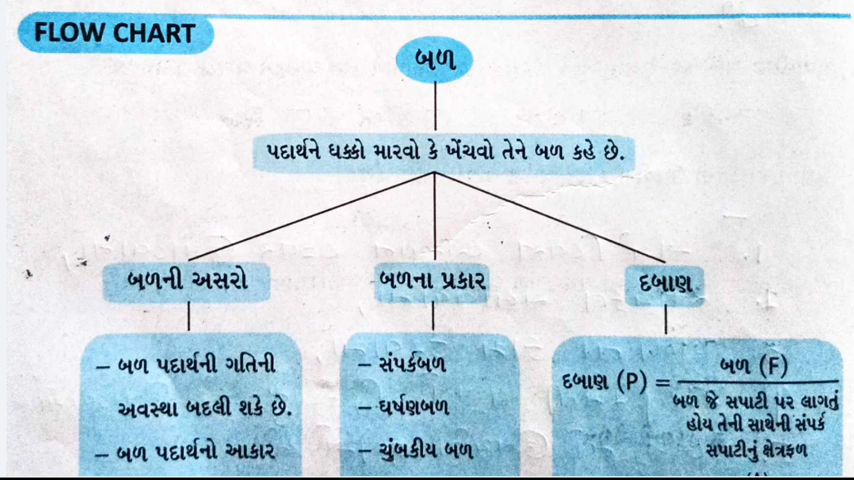 FLOW CHART
બળ
પદાર્થને ધક્કો મારવો કે ખેંચવો તેને બળ કહે છે.
બળની અસરો
બળના પ્રકાર
દબાણ
– બળ પદાર્થની ગતિની
અવસ્થા બદલી શકે છે.
– બળ પદાર્થનો આકાર
– સંપર્કબળ
– ઘર્ષણબળ
– ચુંબકીય બળ
દબાણ (P) = બળ (F)
બળ જે સપાટી પર લાગતું
હોય તેની સાથેની સંપર્ક
સપાટીનું ક્ષેત્રફળ